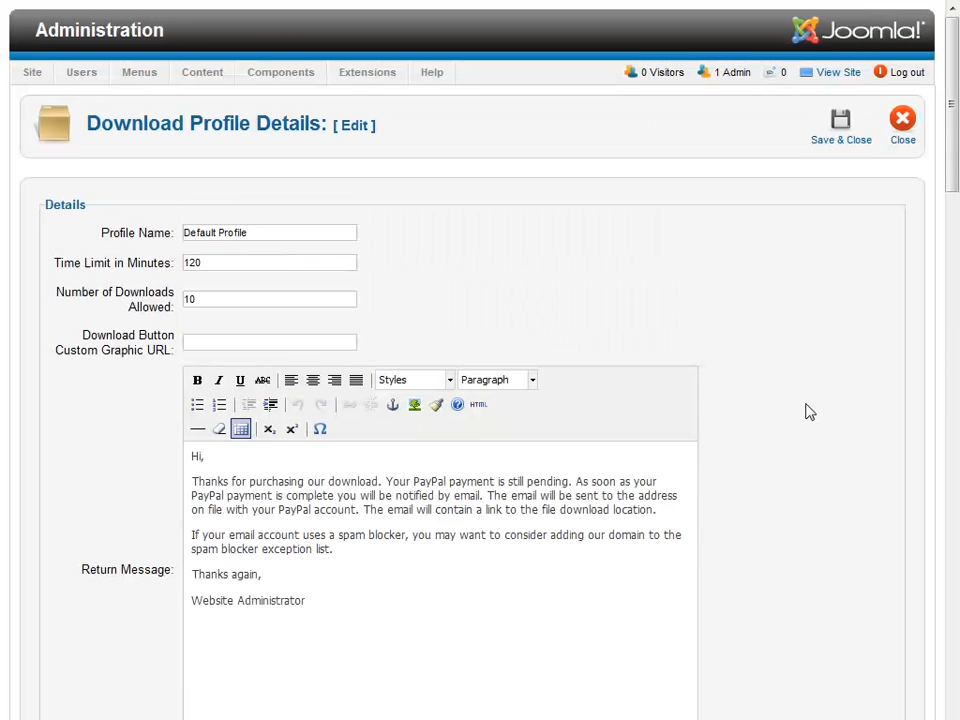 Administration
Joomla!
Site Users Menus Content Components Extensions Help 0 Visitors 1 Admin 0 View Site Log out
Download Profile Details: [ Edit ]
Save & Close Close
Details
Profile Name: Default Profile
Time Limit in Minutes: 120
Number of Downloads
Allowed: 10
Download Button
Custom Graphic URL:
B I U ABC Styles Paragraph
HTML
x₂ x² Ω
Hi,
Thanks for purchasing our download. Your PayPal payment is still pending. As soon as your
PayPal payment is complete you will be notified by email. The email will be sent to the address
on file with your PayPal account. The email will contain a link to the file download location.
If your email account uses a spam blocker, you may want to consider adding our domain to the
spam blocker exception list.
Return Message:
Thanks again,
Website Administrator